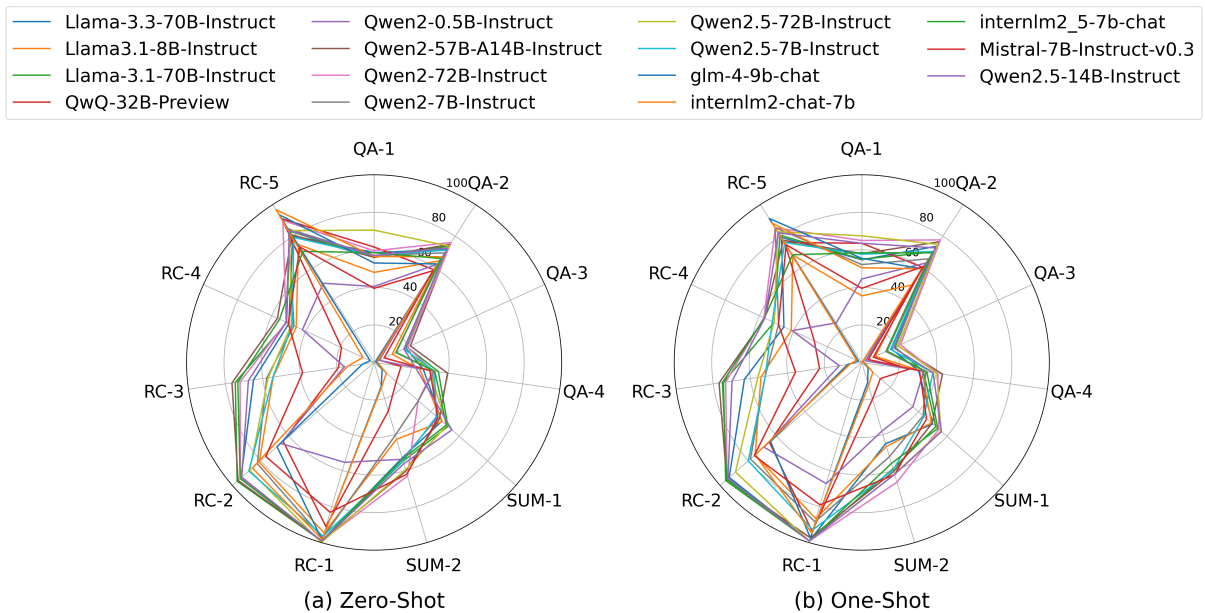 Llama-3.3-70B-Instruct
Llama3.1-8B-Instruct
Llama-3.1-70B-Instruct
QwQ-32B-Preview
Qwen2-0.5B-Instruct
Qwen2-57B-A14B-Instruct
Qwen2-72B-Instruct
Qwen2-7B-Instruct
Qwen2.5-72B-Instruct
Qwen2.5-7B-Instruct
glm-4-9b-chat
internlm2-chat-7b
internlm2_5-7b-chat
Mistral-7B-Instruct-v0.3
Qwen2.5-14B-Instruct
QA-1
QA-2
QA-3
QA-4
SUM-1
SUM-2
RC-1
RC-2
RC-3
RC-4
RC-5
20
40
60
80
100
(a) Zero-Shot
QA-1
QA-2
QA-3
QA-4
SUM-1
SUM-2
RC-1
RC-2
RC-3
RC-4
RC-5
20
40
60
80
100
(b) One-Shot